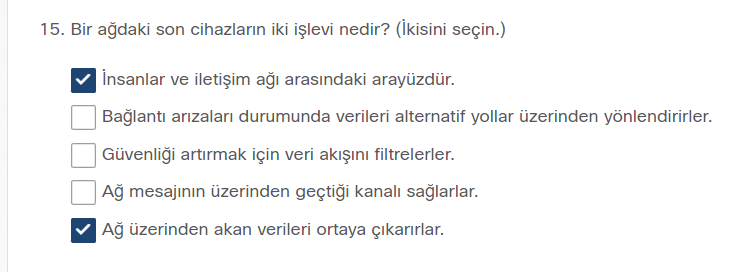 15. Bir ağdaki son cihazların iki işlevi nedir? (İkisini seçin.)
İnsanlar ve iletişim ağı arasındaki arayüzdür.
Bağlantı arızaları durumunda verileri alternatif yollar üzerinden yönlendirirler.
Güvenliği artırmak için veri akışını filtrelerler.
Ağ mesajının üzerinden geçtiği kanalı sağlarlar.
Ağ üzerinden akan verileri ortaya çıkarırlar.